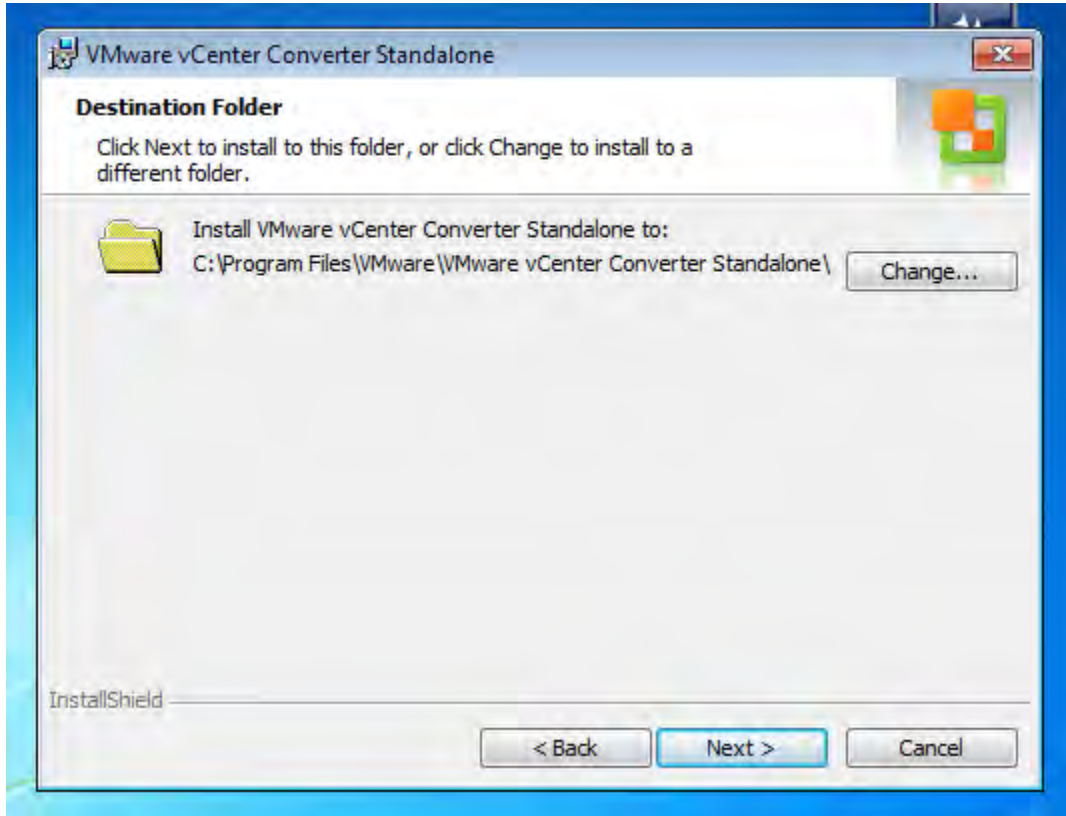 VMware vCenter Converter Standalone
Destination Folder
Click Next to install to this folder, or click Change to install to a
different folder.
Install VMware vCenter Converter Standalone to:
C:\Program Files\VMware\VMware vCenter Converter Standalone\
Change...
InstallShield
< Back
Next >
Cancel